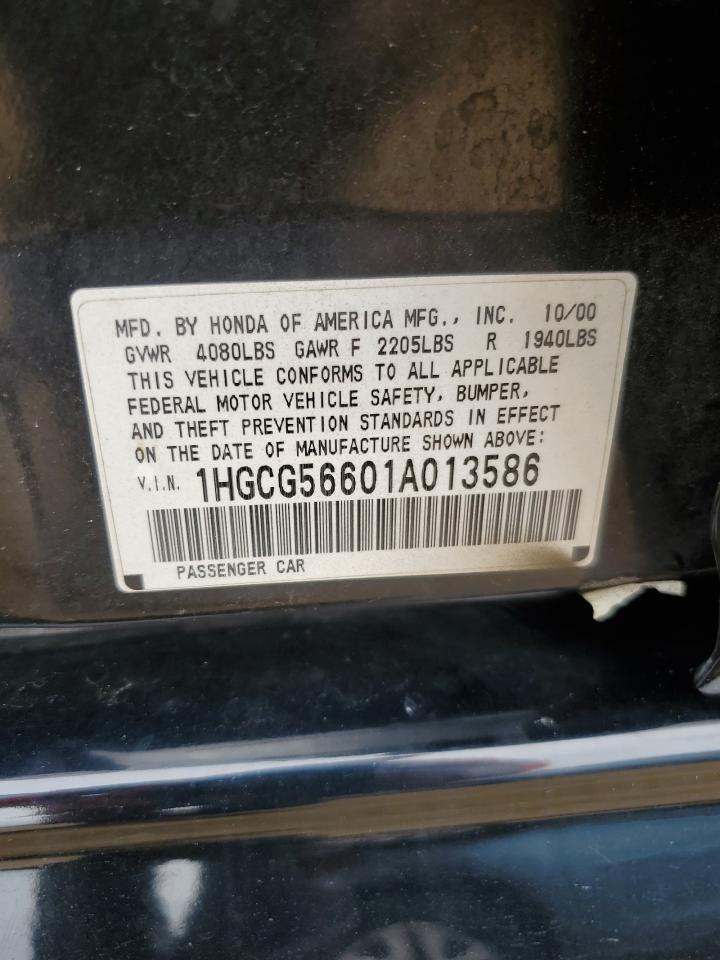 MFD. BY HONDA OF AMERICA MFG., INC. 10/00
GVWR 4080LBS GAWR F 2205LBS R 1940LBS
THIS VEHICLE CONFORMS TO ALL APPLICABLE
FEDERAL MOTOR VEHICLE SAFETY, BUMPER,
AND THEFT PREVENTION STANDARDS IN EFFECT
ON THE DATE OF MANUFACTURE SHOWN ABOVE:
V.I.N. 1HGCG56601A013586
PASSENGER CAR